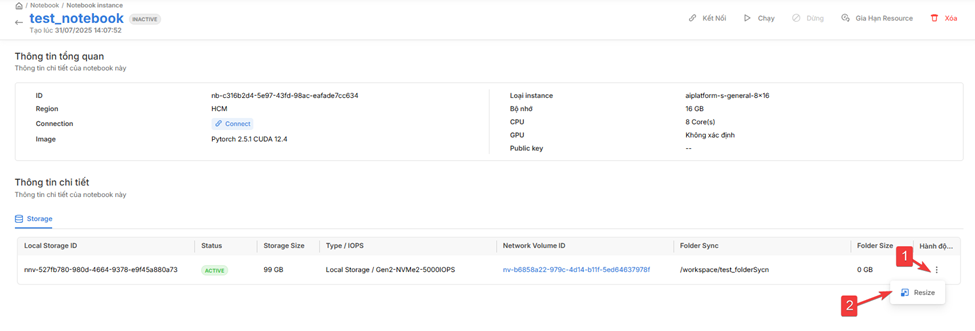 / Notebook / Notebook instance
← test_notebook INACTIVE
Tạo lúc 31/07/2025 14:07:52
Kết Nối Chạy Dừng Gia Hạn Resource Xóa
Thông tin tổng quan
Thông tin chi tiết của notebook này
ID nb-c316b2d4-5e97-43fd-98ac-eafade7cc634
Region HCM
Connection Connect
Image Pytorch 2.5.1 CUDA 12.4
Loại instance aiplatform-s-general-8x16
Bộ nhớ 16 GB
CPU 8 Core(s)
GPU Không xác định
Public key --
Thông tin chi tiết
Thông tin chi tiết của notebook này
Storage
Local Storage ID Status Storage Size Type / IOPS Network Volume ID Folder Sync Folder Size Hành độ...
nnv-527fb780-980d-4664-9378-e9f45a880a73 ACTIVE 99 GB Local Storage / Gen2-NVMe2-5000IOPS nv-b6858a22-979c-4d14-b11f-5ed64637978f /workspace/test_folderSycn 0 GB
1
Resize
2